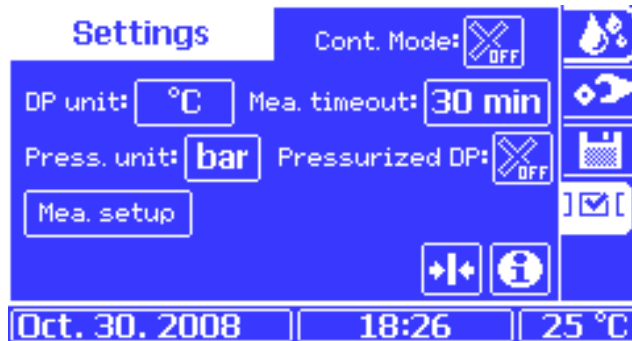 Settings
Cont. Mode: OFF
DP unit: °C Mea. timeout: 30 min
Press. unit: bar Pressurized DP: OFF
Mea. setup
Oct. 30. 2008 18:26 25 °C